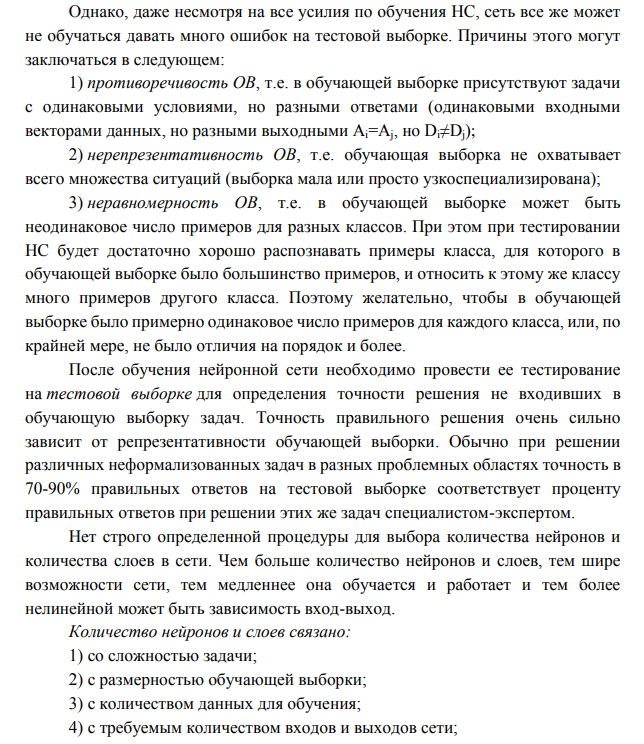 Однако, даже несмотря на все усилия по обучения НС, сеть все же может
не обучаться давать много ошибок на тестовой выборке. Причины этого могут
заключаться в следующем:
1) противоречивость ОВ, т.е. в обучающей выборке присутствуют задачи
с одинаковыми условиями, но разными ответами (одинаковыми входными
векторами данных, но разными выходными Ai=Aj, но Di≠Dj);
2) нерепрезентативность ОВ, т.е. обучающая выборка не охватывает
всего множества ситуаций (выборка мала или просто узкоспециализирована);
3) неравномерность ОВ, т.е. в обучающей выборке может быть
неодинаковое число примеров для разных классов. При этом при тестировании
НС будет достаточно хорошо распознавать примеры класса, для которого в
обучающей выборке было большинство примеров, и относить к этому же классу
много примеров другого класса. Поэтому желательно, чтобы в обучающей
выборке было примерно одинаковое число примеров для каждого класса, или, по
крайней мере, не было отличия на порядок и более.
После обучения нейронной сети необходимо провести ее тестирование
на тестовой выборке для определения точности решения не входивших в
обучающую выборку задач. Точность правильного решения очень сильно
зависит от репрезентативности обучающей выборки. Обычно при решении
различных неформализованных задач в разных проблемных областях точность в
70-90% правильных ответов на тестовой выборке соответствует проценту
правильных ответов при решении этих же задач специалистом-экспертом.
Нет строго определенной процедуры для выбора количества нейронов и
количества слоев в сети. Чем больше количество нейронов и слоев, тем шире
возможности сети, тем медленнее она обучается и работает и тем более
нелинейной может быть зависимость вход-выход.
Количество нейронов и слоев связано:
1) со сложностью задачи;
2) с размерностью обучающей выборки;
3) с количеством данных для обучения;
4) с требуемым количеством входов и выходов сети;